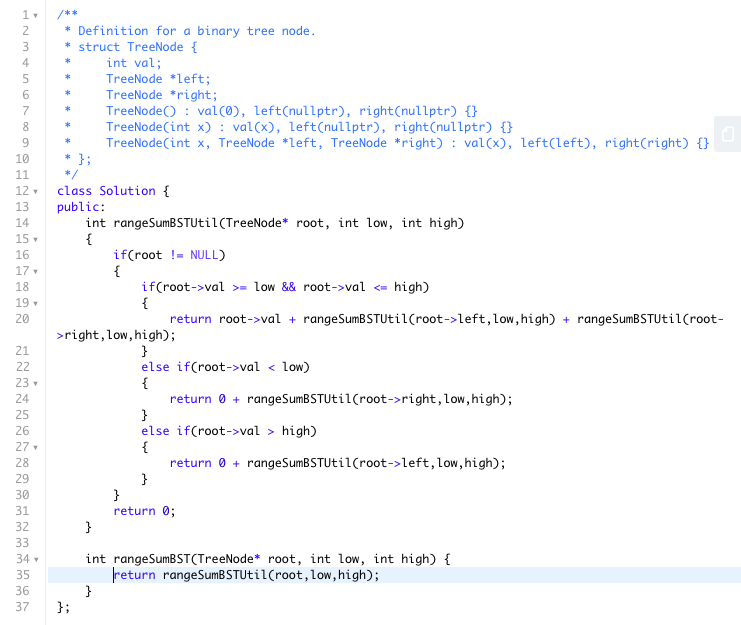 1 /**
2  * Definition for a binary tree node.
3  * struct TreeNode {
4  *     int val;
5  *     TreeNode *left;
6  *     TreeNode *right;
7  *     TreeNode() : val(0), left(nullptr), right(nullptr) {}
8  *     TreeNode(int x) : val(x), left(nullptr), right(nullptr) {}
9  *     TreeNode(int x, TreeNode *left, TreeNode *right) : val(x), left(left), right(right) {}
10  * };
11  */
12 class Solution {
13 public:
14     int rangeSumBSTUtil(TreeNode* root, int low, int high)
15     {
16         if(root != NULL)
17         {
18             if(root->val >= low && root->val <= high)
19             {
20                 return root->val + rangeSumBSTUtil(root->left,low,high) + rangeSumBSTUtil(root-
>right,low,high);
21             }
22             else if(root->val < low)
23             {
24                 return 0 + rangeSumBSTUtil(root->right,low,high);
25             }
26             else if(root->val > high)
27             {
28                 return 0 + rangeSumBSTUtil(root->left,low,high);
29             }
30         }
31         return 0;
32     }
33
34     int rangeSumBST(TreeNode* root, int low, int high) {
35         return rangeSumBSTUtil(root,low,high);
36     }
37 };